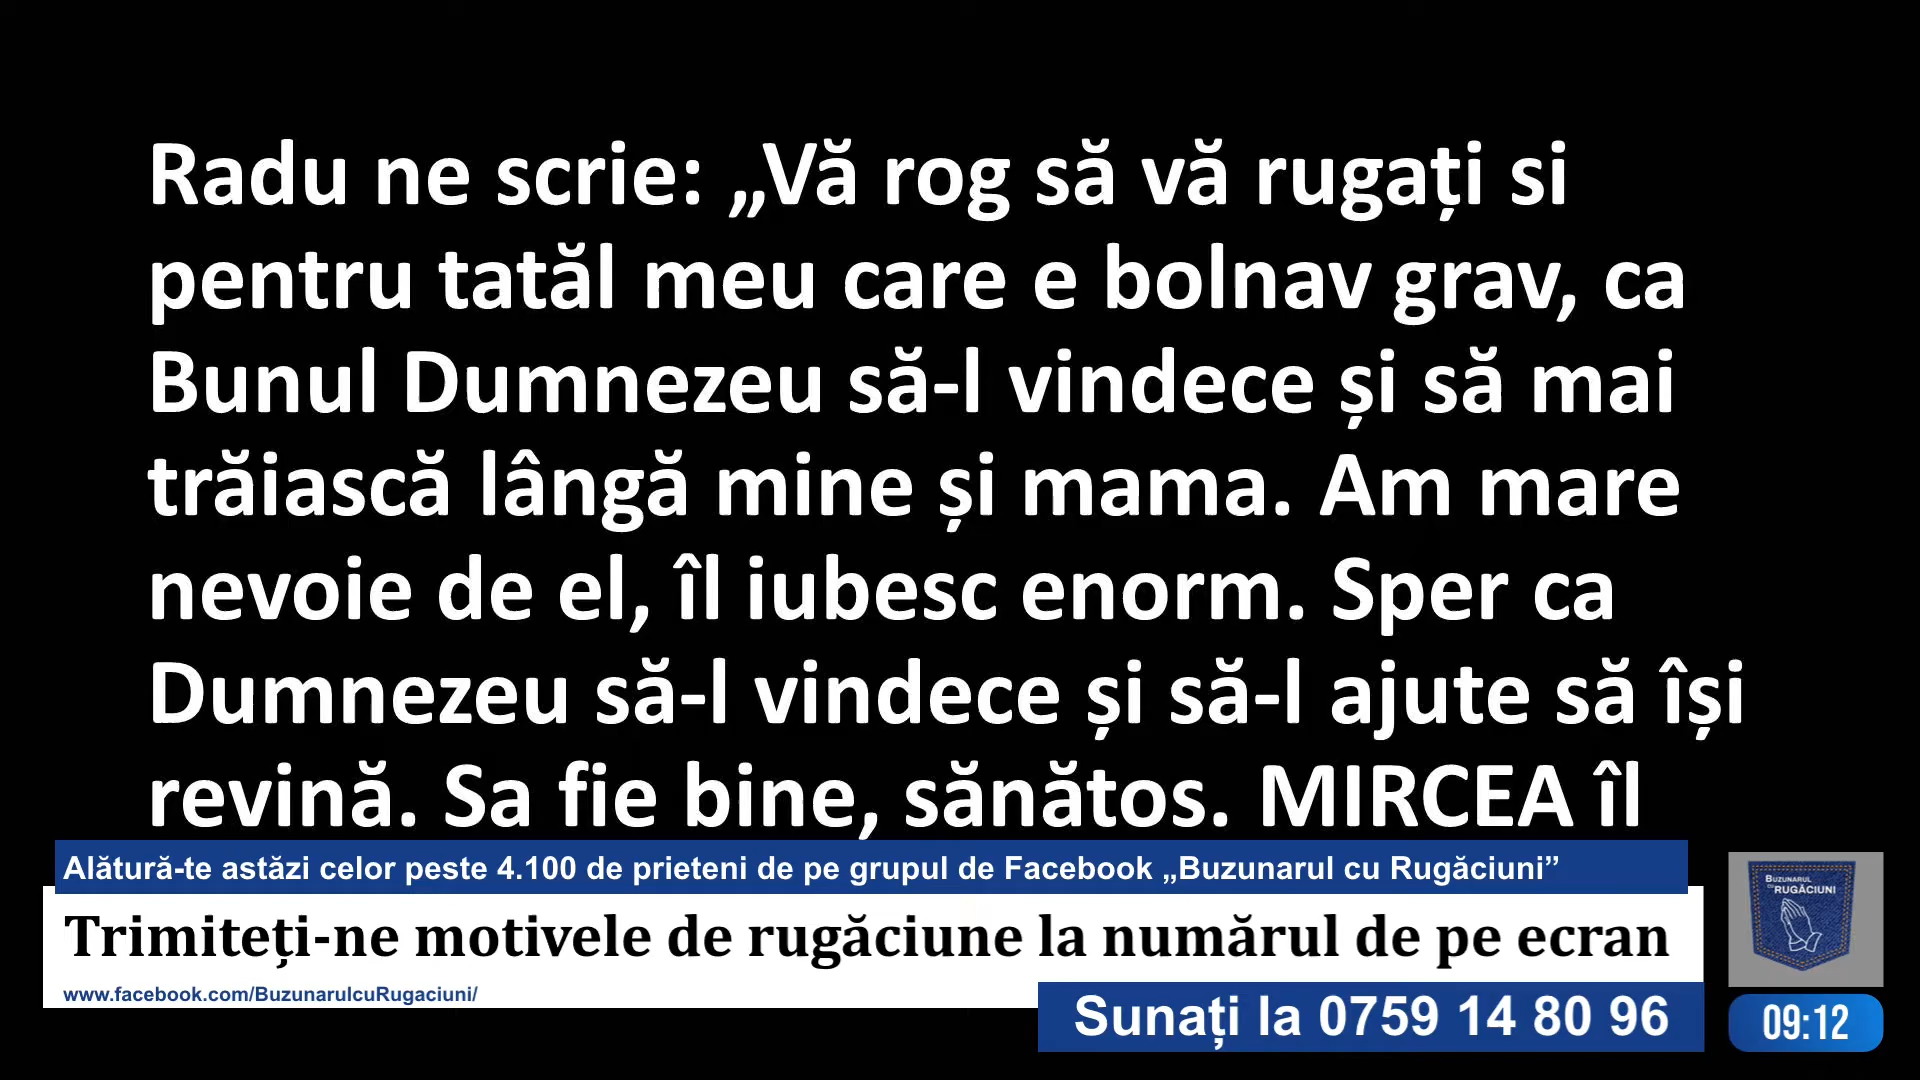 Radu ne scrie: „Vă rog să vă rugați si
pentru tatăl meu care e bolnav grav, ca
Bunul Dumnezeu să-l vindece și să mai
trăiască lângă mine și mama. Am mare
nevoie de el, îl iubesc enorm. Sper ca
Dumnezeu să-l vindece și să-l ajute să își
revină. Sa fie bine, sănătos. MIRCEA îl
Alătură-te astăzi celor peste 4.100 de prieteni de pe grupul de Facebook „Buzunarul cu Rugăciuni”
Trimiteți-ne motivele de rugăciune la numărul de pe ecran
www.facebook.com/BuzunarulcuRugaciuni/
Sunați la 0759 14 80 96
BUZUNARUL
CU RUGĂCIUNI
09:12